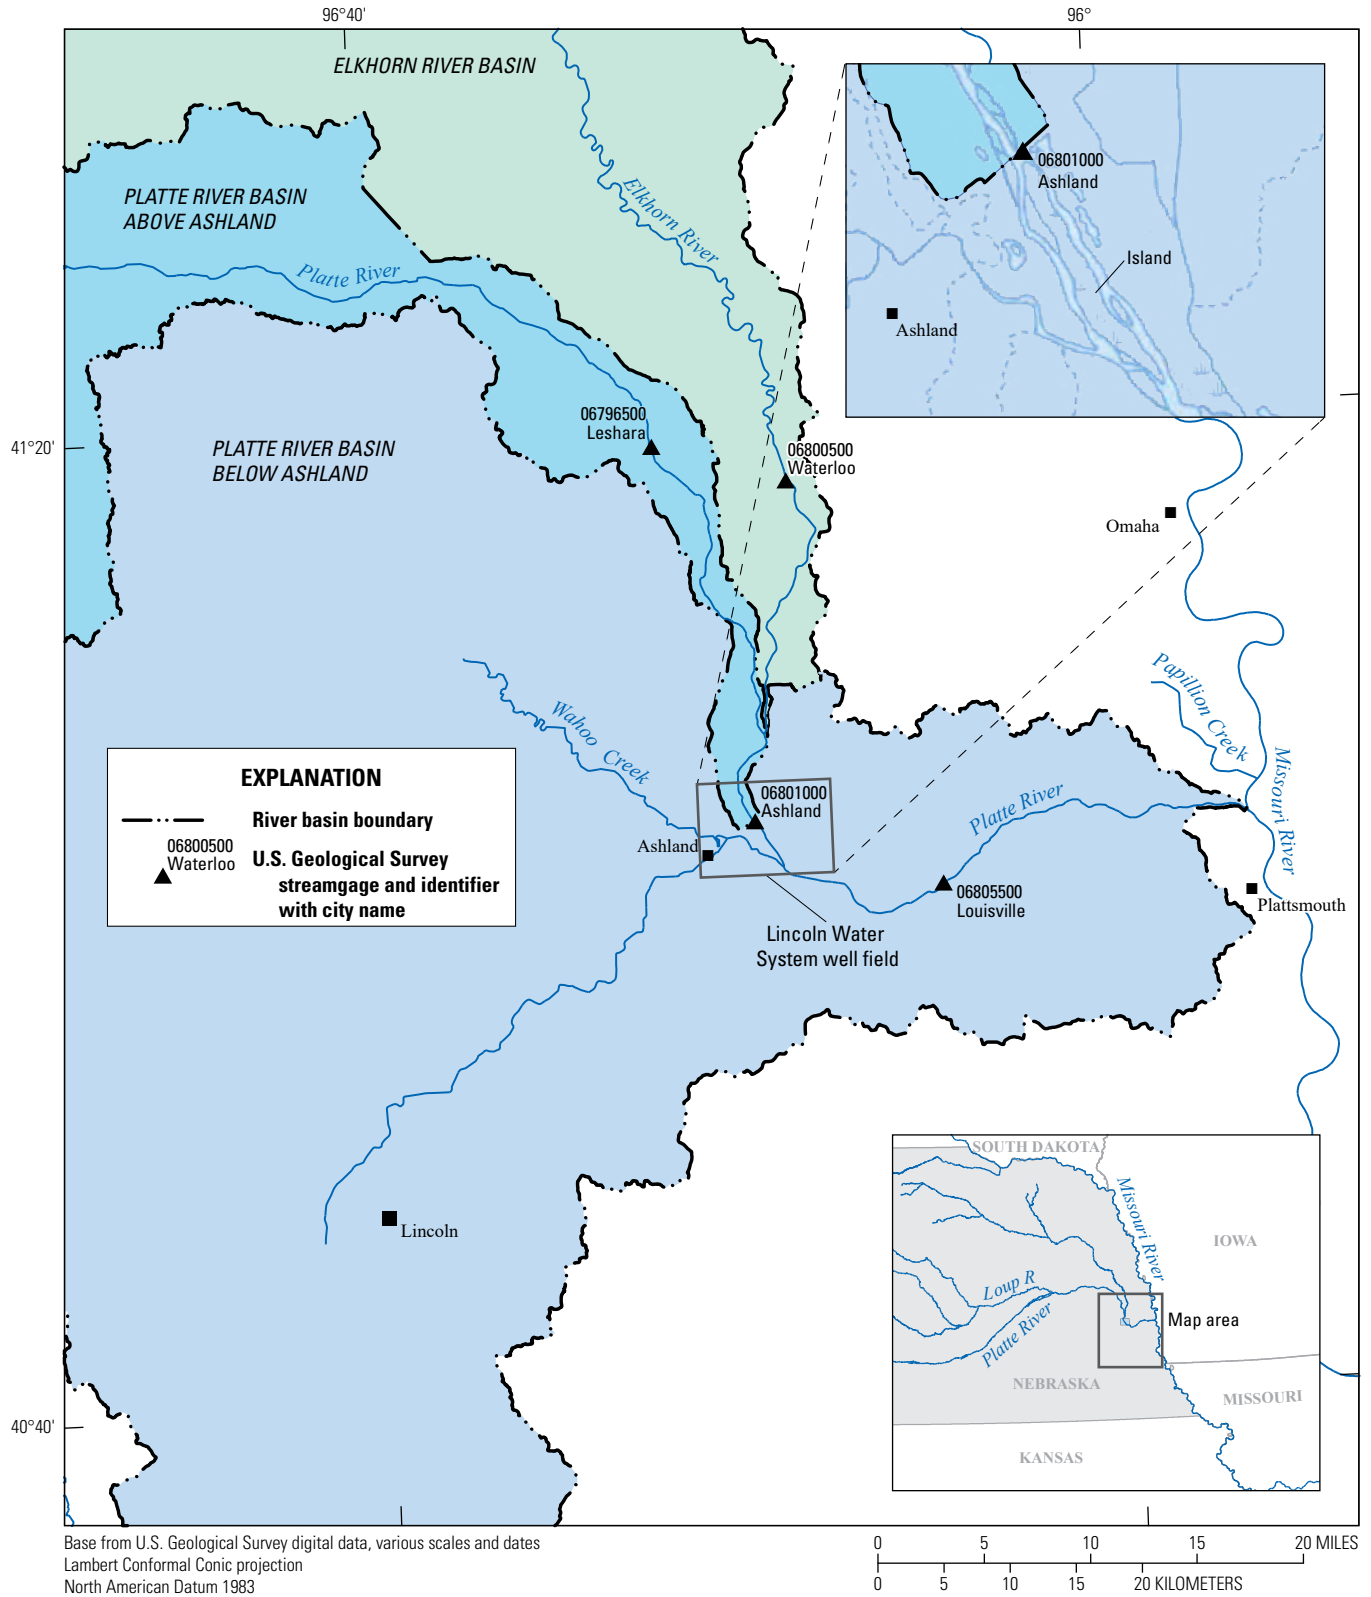 96°40'
96°
ELKHORN RIVER BASIN
PLATTE RIVER BASIN
ABOVE ASHLAND
Elkhorn River
Platte River
06801000
Ashland
Island
Ashland
06796500
Leshara
41°20'
PLATTE RIVER BASIN
BELOW ASHLAND
06800500
Waterloo
Omaha
Papillion Creek
Wahoo Creek
Missouri River
EXPLANATION
River basin boundary
06800500
Waterloo
U.S. Geological Survey
streamgage and identifier
with city name
06801000
Ashland
Platte River
Ashland
06805500
Louisville
Plattsmouth
Lincoln Water
System well field
Lincoln
SOUTH DAKOTA
Missouri River
IOWA
Loup R
Platte River
Map area
NEBRASKA
MISSOURI
KANSAS
40°40'
Base from U.S. Geological Survey digital data, various scales and dates
Lambert Conformal Conic projection
North American Datum 1983
0 5 10 15 20 MILES
0 5 10 15 20 KILOMETERS